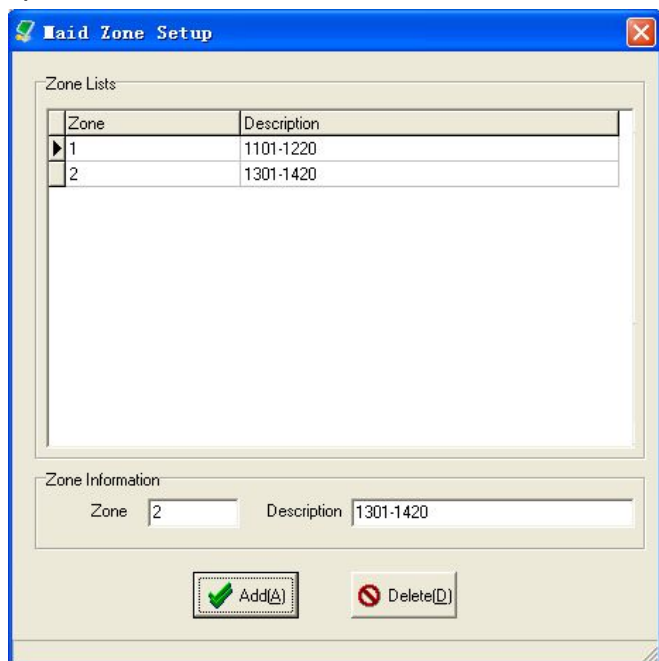 Maid Zone Setup
Zone Lists
Zone Description
1 1101-1220
2 1301-1420
Zone Information
Zone 2 Description 1301-1420
Add(A) Delete(D)